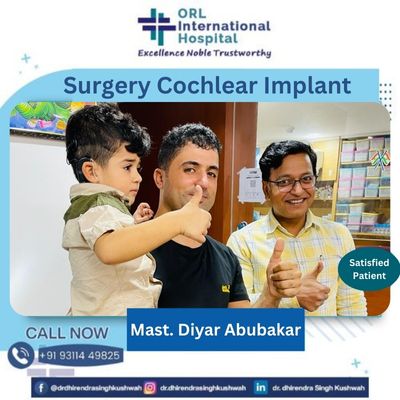 ORL
International
Hospital
Excellence Noble Trustworthy
Surgery Cochlear Implant
Satisfied
Patient
Mast. Diyar Abubakar
CALL NOW
+91 93114 49825
@drdhirendrasinghkushwah
@dr.dhirendrasinghkushwah
dr. dhirendra Singh Kushwah